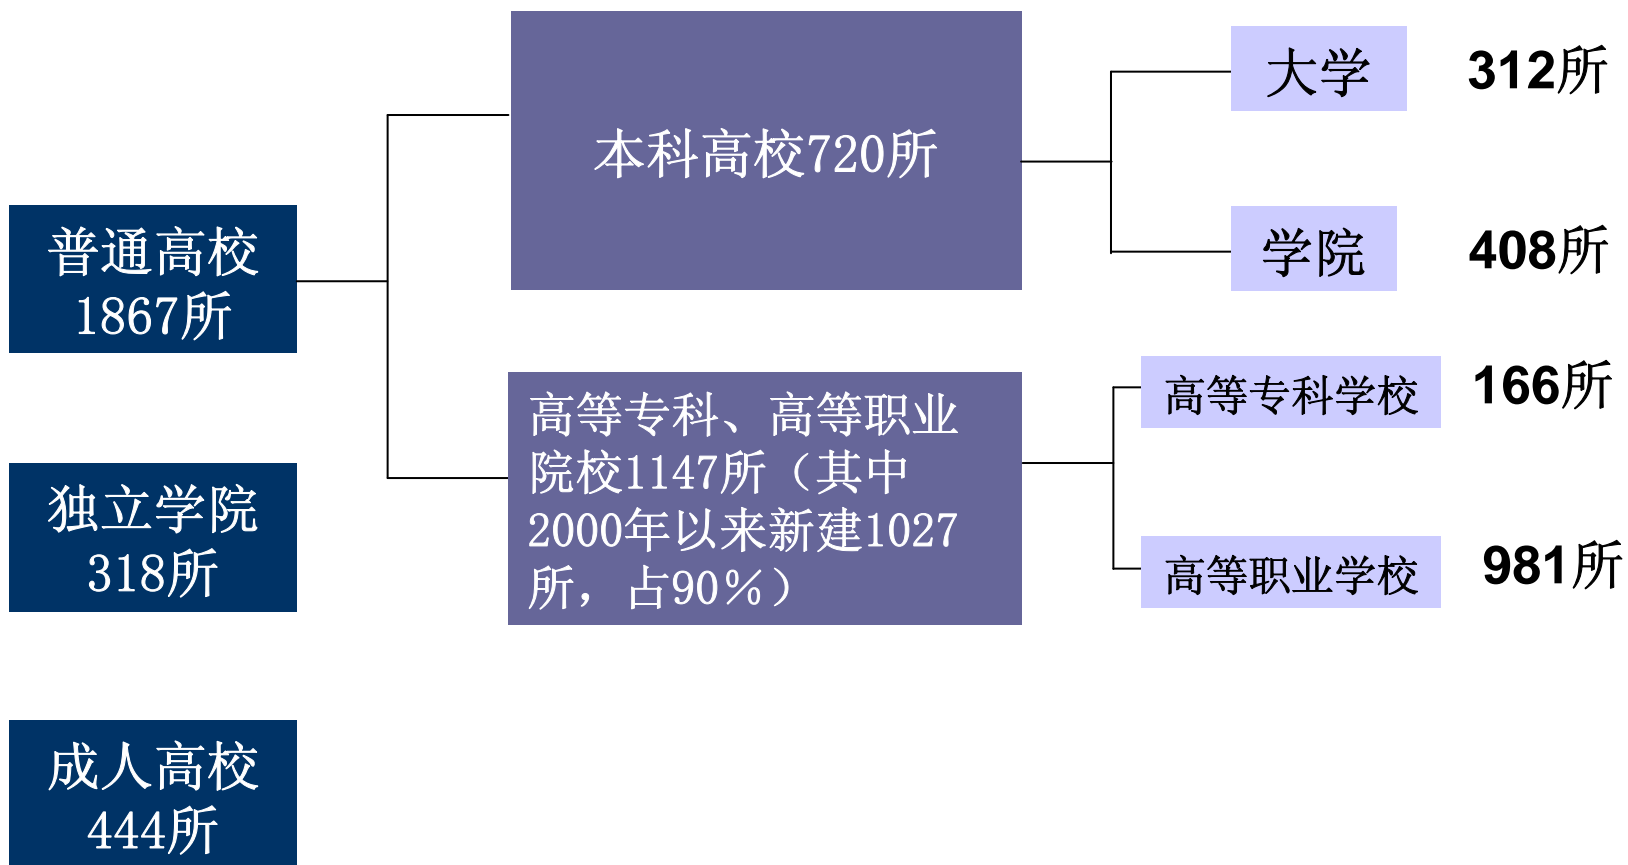 普通高校
1867所
独立学院
318所
成人高校
444所
本科高校720所
高等专科、高等职业
院校1147所（其中
2000年以来新建1027
所，占90％）
大学
312所
学院
408所
高等专科学校
166所
高等职业学校
981所